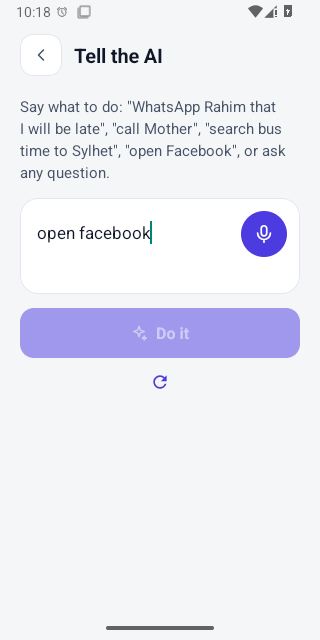 10:18
Tell the AI
Say what to do: "WhatsApp Rahim that
I will be late", "call Mother", "search bus
time to Sylhet", "open Facebook", or ask
any question.
open facebook
Do it